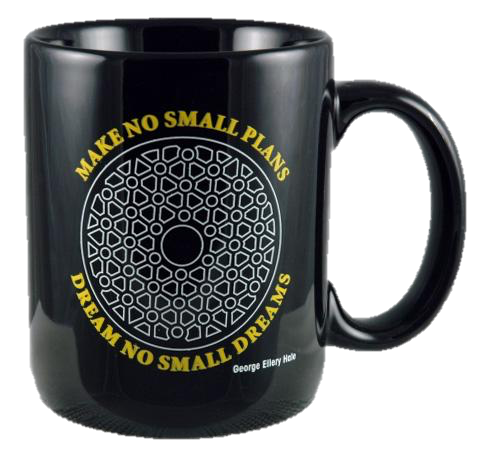 MAKE NO SMALL PLANS
DREAM NO SMALL DREAMS
George Ellery Hale